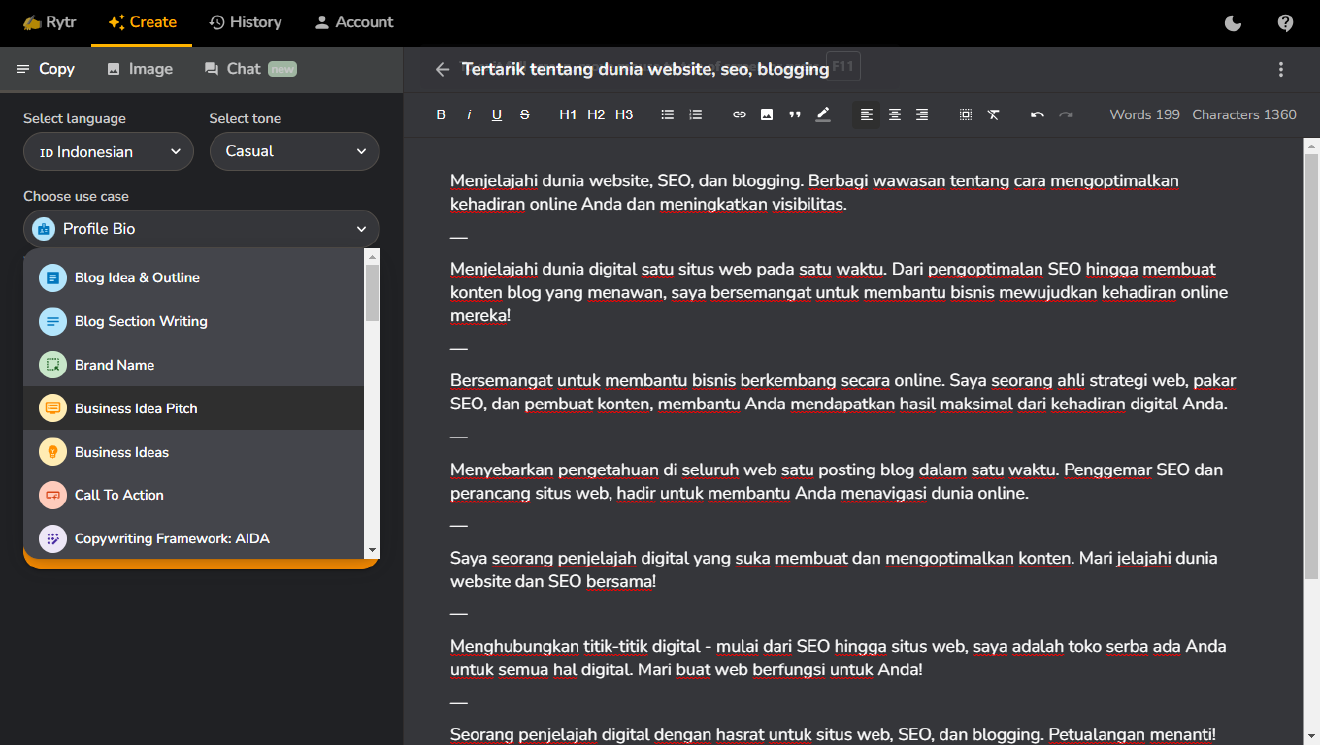 Rytr
Create
History
Account
Copy
Image
Chat new
Tertarik tentang dunia website, seo, blogging
F11
Select language
Select tone
ID Indonesian
Casual
Choose use case
Profile Bio
Blog Idea & Outline
Blog Section Writing
Brand Name
Business Idea Pitch
Business Ideas
Call To Action
Copywriting Framework: AIDA
B i U S H1 H2 H3
Words 199 Characters 1360
Menjelajahi dunia website, SEO, dan blogging. Berbagi wawasan tentang cara mengoptimalkan
kehadiran online Anda dan meningkatkan visibilitas.
—
Menjelajahi dunia digital satu situs web pada satu waktu. Dari pengoptimalan SEO hingga membuat
konten blog yang menawan, saya bersemangat untuk membantu bisnis mewujudkan kehadiran online
mereka!
—
Bersemangat untuk membantu bisnis berkembang secara online. Saya seorang ahli strategi web, pakar
SEO, dan pembuat konten, membantu Anda mendapatkan hasil maksimal dari kehadiran digital Anda.
—
Menyebarkan pengetahuan di seluruh web satu posting blog dalam satu waktu. Penggemar SEO dan
perancang situs web, hadir untuk membantu Anda menavigasi dunia online.
—
Saya seorang penjelajah digital yang suka membuat dan mengoptimalkan konten. Mari jelajahi dunia
website dan SEO bersama!
—
Menghubungkan titik-titik digital - mulai dari SEO hingga situs web, saya adalah toko serba ada Anda
untuk semua hal digital. Mari buat web berfungsi untuk Anda!
—
Seorang penjelajah digital dengan hasrat untuk situs web, SEO, dan blogging. Petualangan menanti!